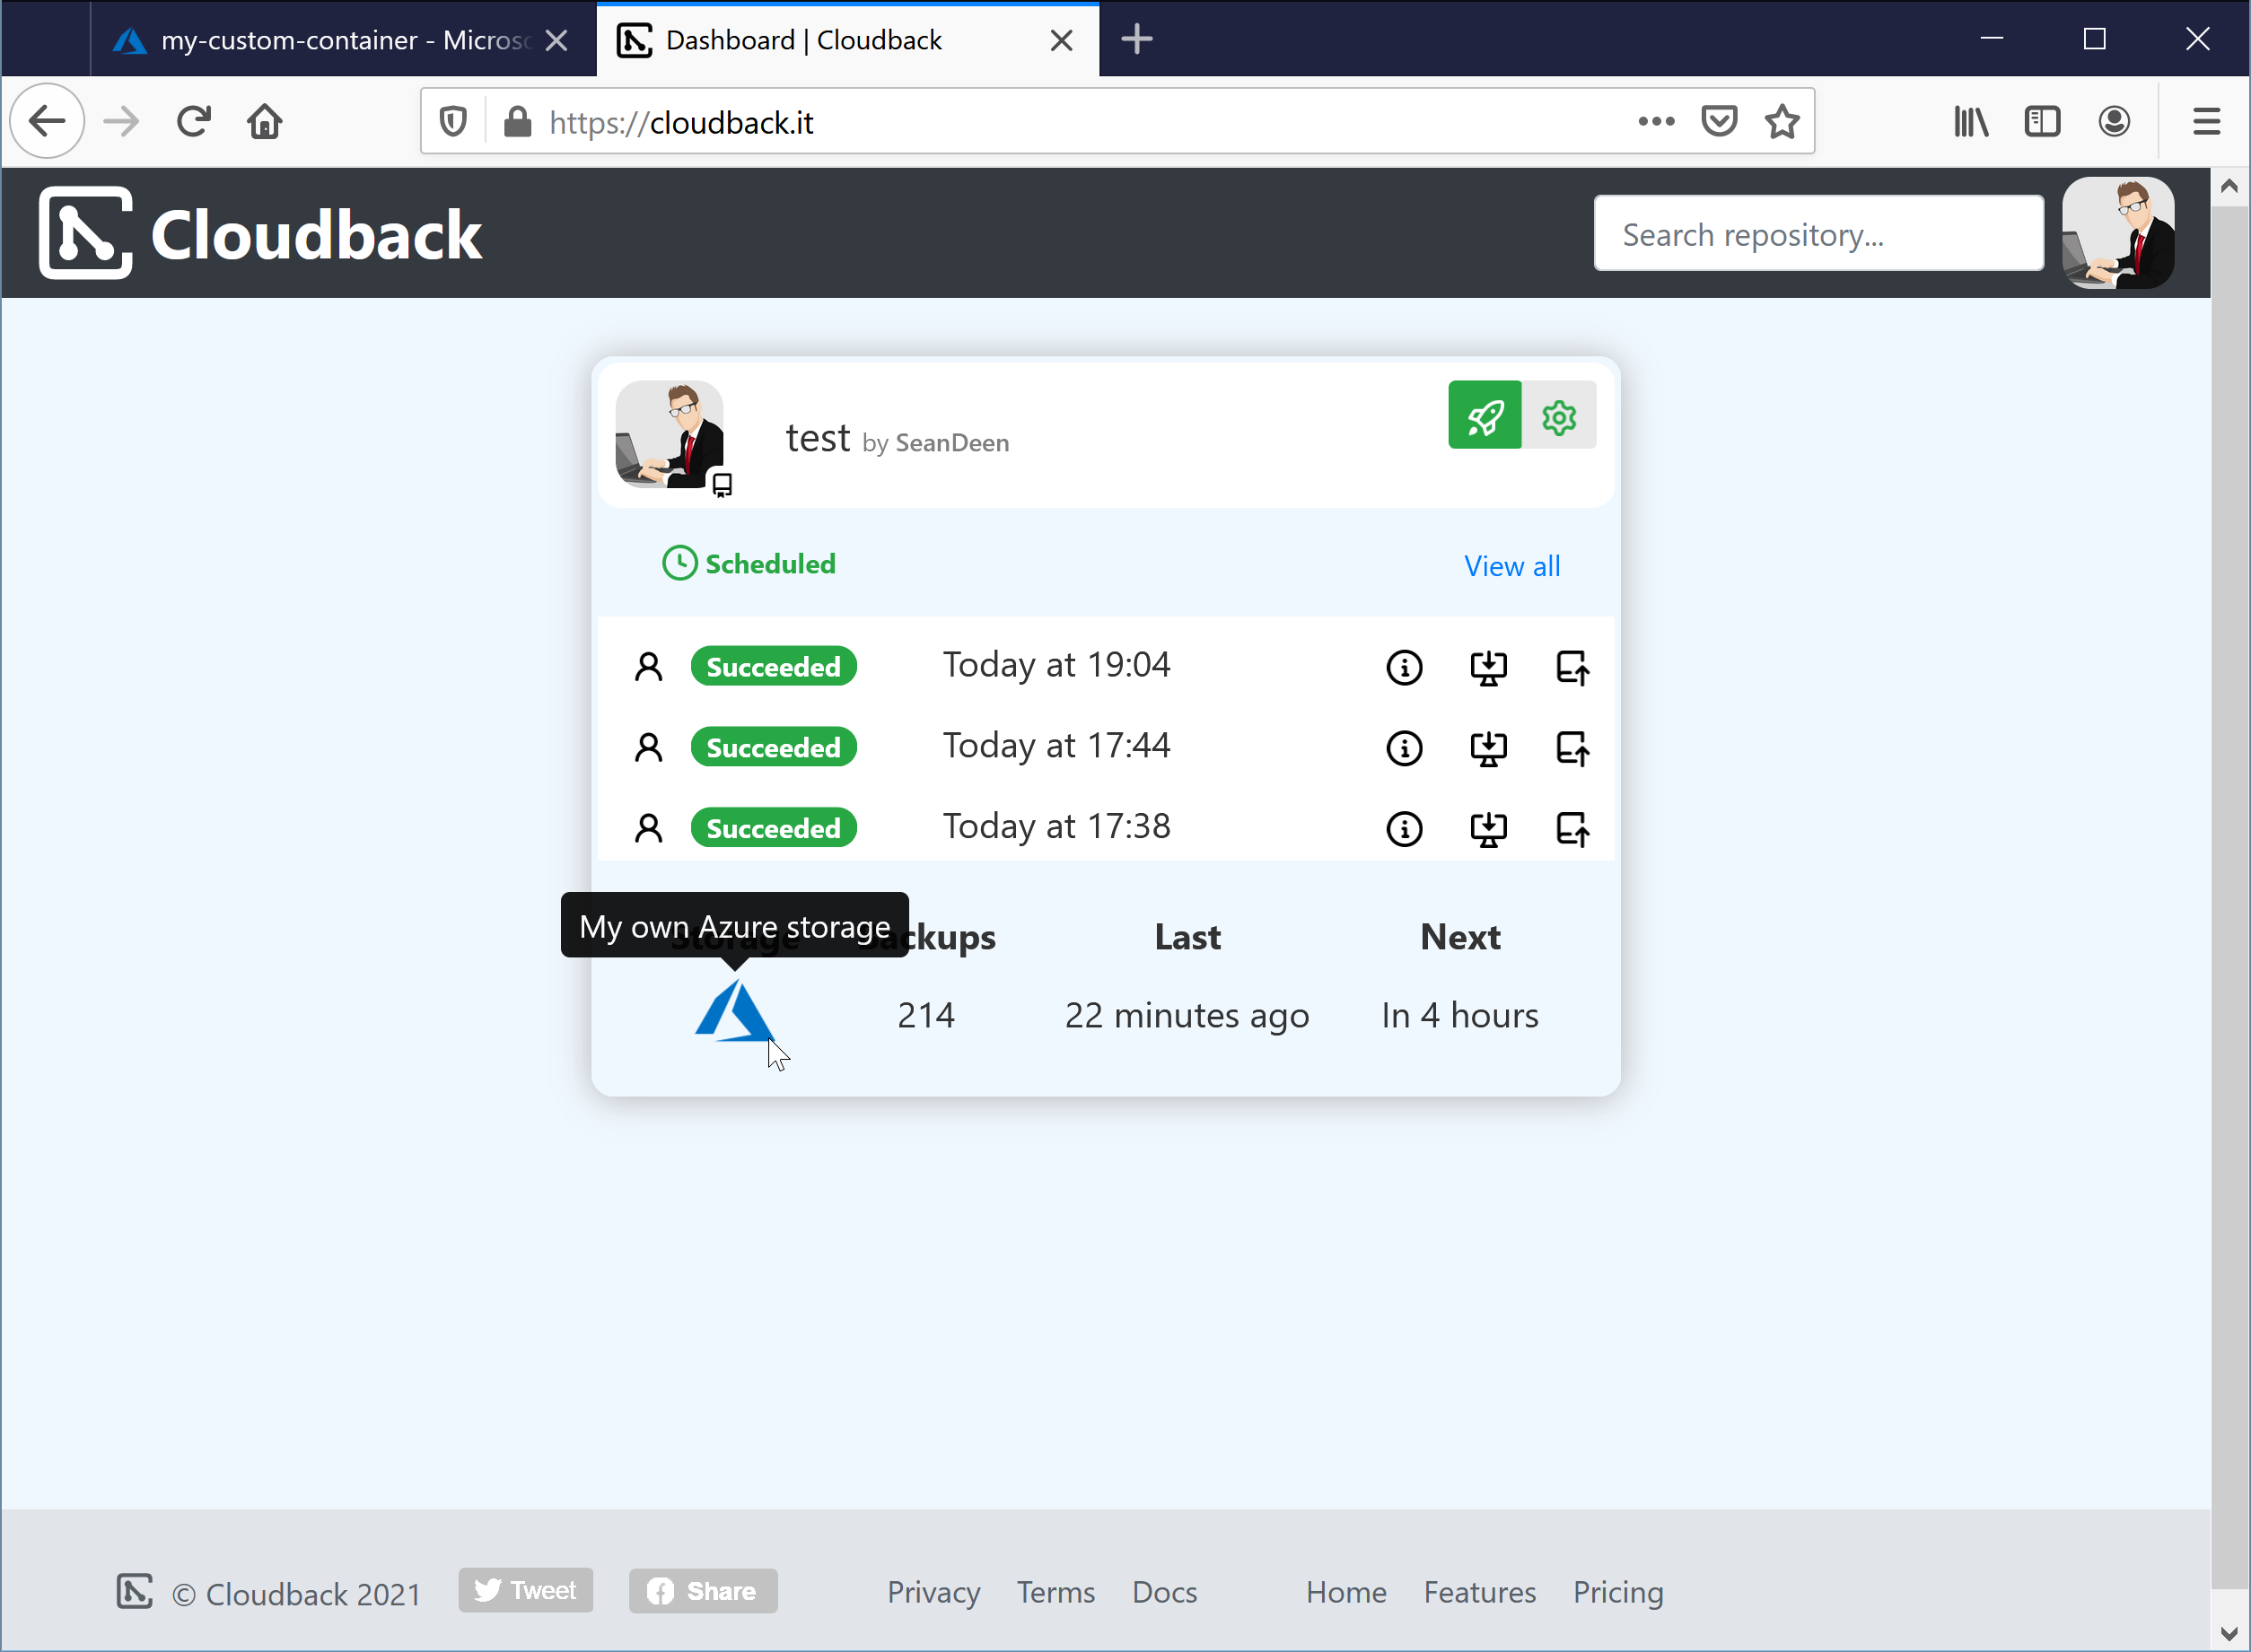 my-custom-container - Microsc
Dashboard | Cloudback
https://cloudback.it
Cloudback
Search repository...
test by SeanDeen
Scheduled
View all
Succeeded Today at 19:04
Succeeded Today at 17:44
Succeeded Today at 17:38
My own Azure storage
Storage ackups Last Next
214 22 minutes ago In 4 hours
© Cloudback 2021 Tweet Share Privacy Terms Docs Home Features Pricing